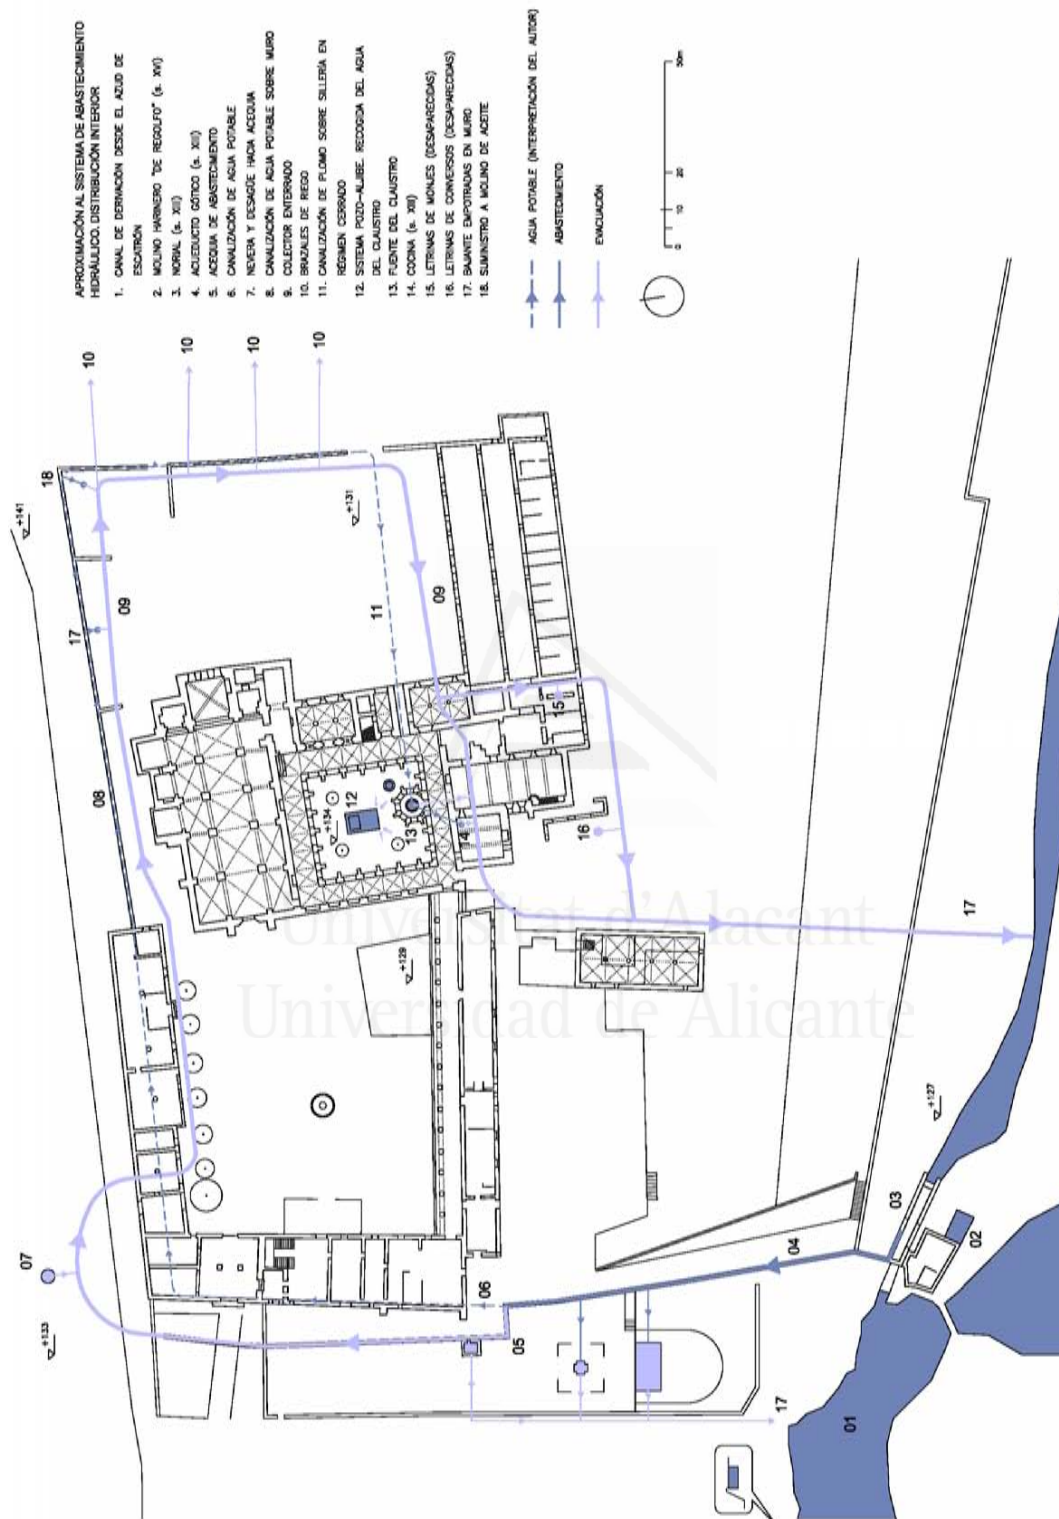 APROXIMACIÓN AL SISTEMA DE ABASTECIMIENTO
HIDRÁULICO. DISTRIBUCIÓN INTERIOR
1. CANAL DE DERIVACIÓN DESDE EL AZUD DE
ESCATRÓN
2. MOLINO HARINERO "DE REGOLFO" (s. XVI)
3. NORIAL (s. XIII)
4. ACUEDUCTO GÓTICO (s. XIII)
5. ACEQUIA DE ABASTECIMIENTO
6. CANALIZACIÓN DE AGUA POTABLE
7. NEVERA Y DESAGÜE HACIA ACEQUIA
8. CANALIZACIÓN DE AGUA POTABLE SOBRE MURO
9. COLECTOR ENTERRADO
10. BRAZALES DE RIEGO
11. CANALIZACIÓN DE PLOMO SOBRE SILLERÍA EN
RÉGIMEN CERRADO
12. SISTEMA POZO-ALJIBE. RECOGIDA DEL AGUA
DEL CLAUSTRO
13. FUENTE DEL CLAUSTRO
14. COCINA (s. XIII)
15. LETRINAS DE MONJES (DESAPARECIDAS)
16. LETRINAS DE CONVERSOS (DESAPARECIDAS)
17. BAJANTE EMPOTRADAS EN MURO
18. SUMINISTRO A MOLINO DE ACEITE
AGUA POTABLE (INTERPRETACIÓN DEL AUTOR)
ABASTECIMIENTO
EVACUACIÓN
0 10 20 50m
10
10
10
10
18
+141
17
09
08
+131
11
09
12
+134
13
14
15
16
17
+129
07
+133
06
05
04
03
02
01
+127
17
Universitat d'Alacant
Universidad de Alicante